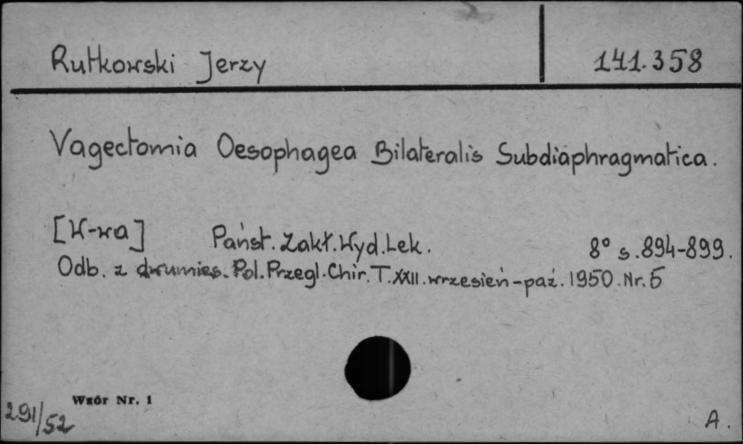 Rutkowski Jerzy 141.358
Vagectomia Oesophagea Bilateralis Subdiaphragmatica.
[W-wa] Państ. Zakł. Wyd. Lek. 8° s. 894-899.
Odb. z dwumies. Pol. Przegl. Chir. T. XXII. wrzesień-paź. 1950. Nr. 5
Wzór Nr. 1
291/52
A.